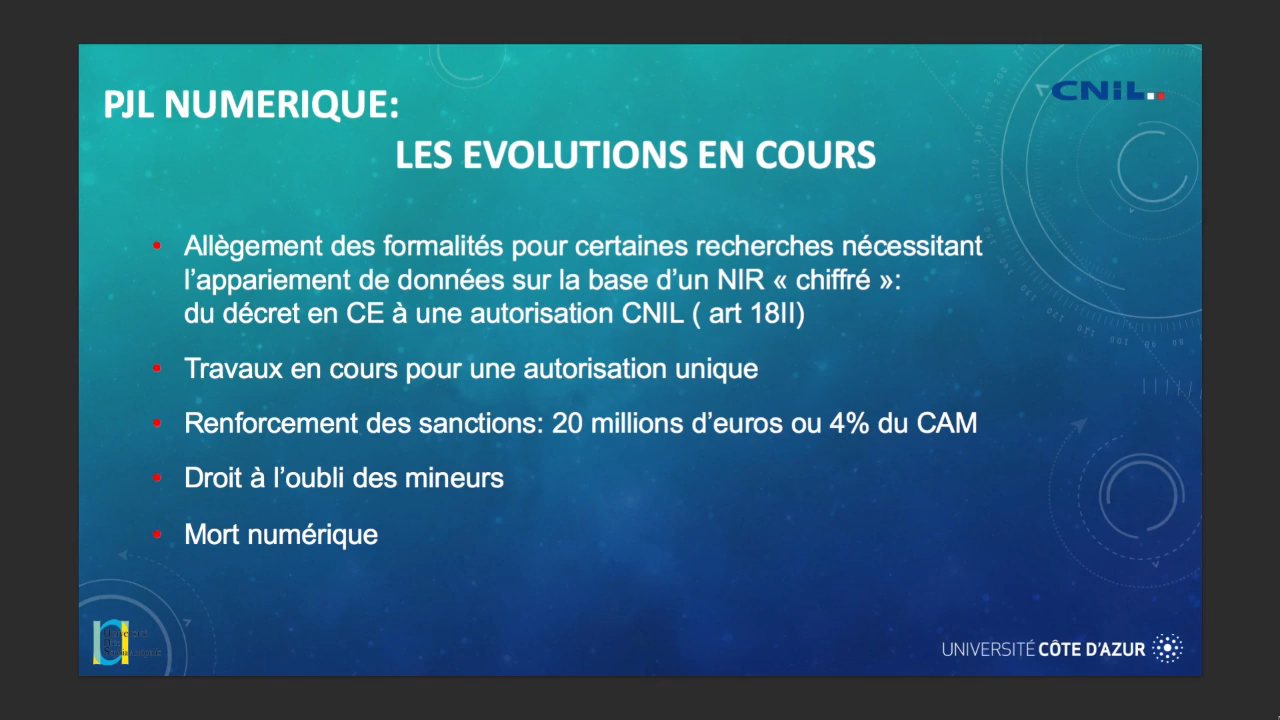 PJL NUMERIQUE:
CNIL
LES EVOLUTIONS EN COURS
• Allègement des formalités pour certaines recherches nécessitant
l’appariement de données sur la base d’un NIR « chiffré »:
du décret en CE à une autorisation CNIL ( art 18II)
• Travaux en cours pour une autorisation unique
• Renforcement des sanctions: 20 millions d’euros ou 4% du CAM
• Droit à l’oubli des mineurs
• Mort numérique
UNIVERSITÉ CÔTE D’AZUR